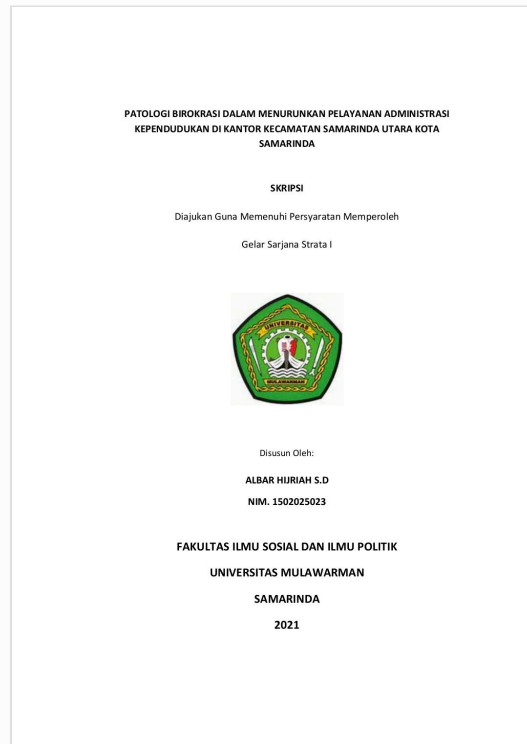 PATOLOGI BIROKRASI DALAM MENURUNKAN PELAYANAN ADMINISTRASI
KEPENDUDUKAN DI KANTOR KECAMATAN SAMARINDA UTARA KOTA
SAMARINDA
SKRIPSI
Diajukan Guna Memenuhi Persyaratan Memperoleh
Gelar Sarjana Strata I
UNIVERSITAS
MULAWARMAN
Disusun Oleh:
ALBAR HIJRIAH S.D
NIM. 1502025023
FAKULTAS ILMU SOSIAL DAN ILMU POLITIK
UNIVERSITAS MULAWARMAN
SAMARINDA
2021